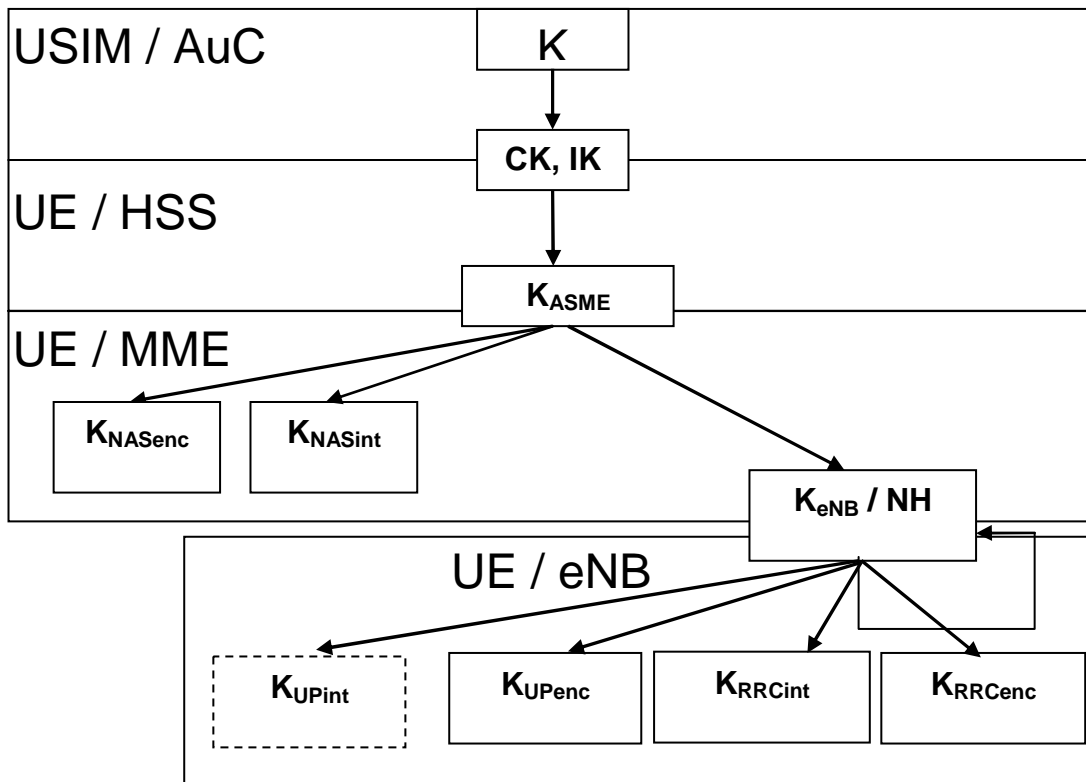 USIM / AuC
K
CK, IK
UE / HSS
KASME
UE / MME
KNASenc
KNASint
KeNB / NH
UE / eNB
KUPint
KUPenc
KRRCint
KRRCenc